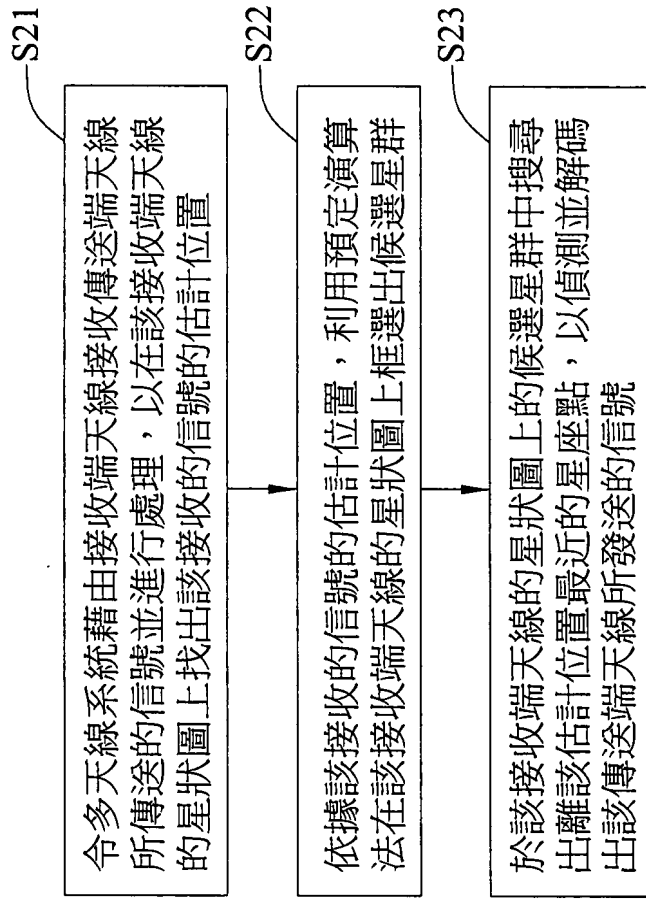 S21
令多天線系統藉由接收端天線接收傳送端天線
所傳送的信號並進行處理，以在該接收端天線
的星狀圖上找出該接收的信號的估計位置
S22
依據該接收的信號的估計位置，利用預定演算
法在該接收端天線的星狀圖上框選出候選星群
S23
於該接收端天線的星狀圖上的候選星群中搜尋
出離該估計位置最近的星座點，以偵測並解碼
出該傳送端天線所發送的信號